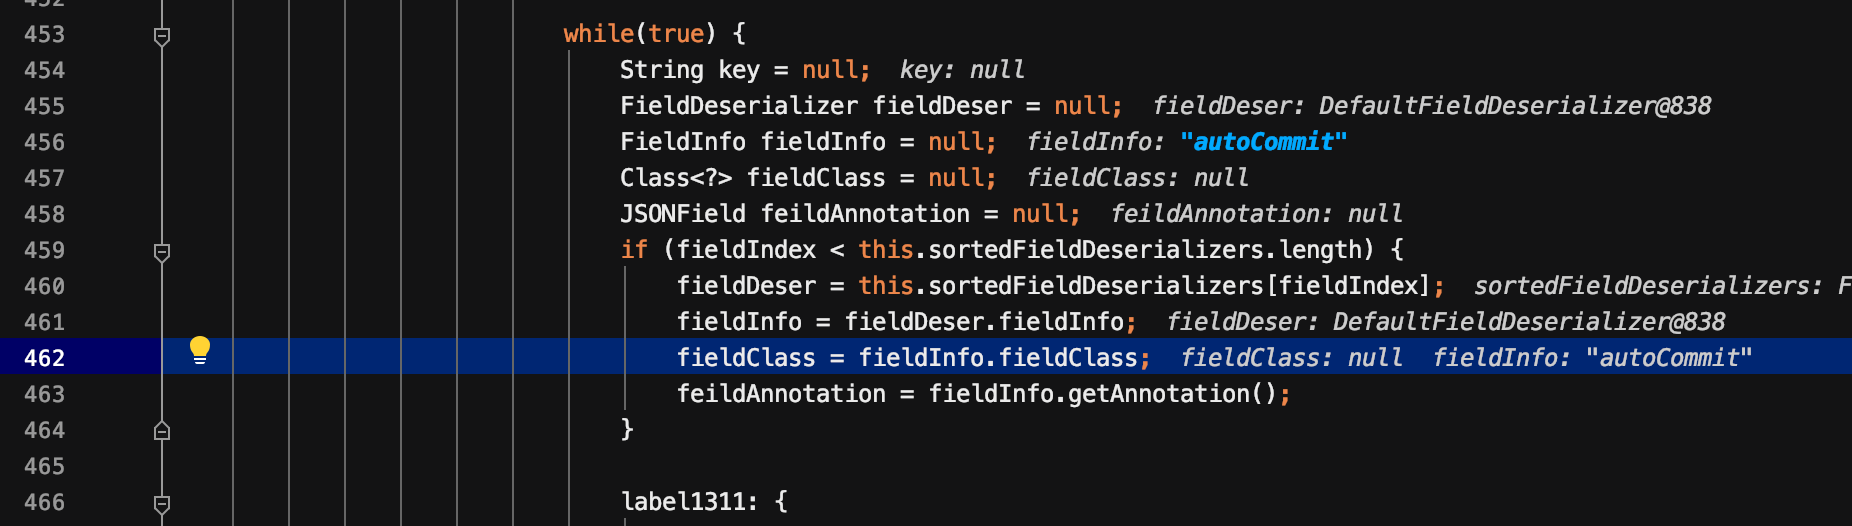 453 while(true) {
454 String key = null; key: null
455 FieldDeserializer fieldDeser = null; fieldDeser: DefaultFieldDeserializer@838
456 FieldInfo fieldInfo = null; fieldInfo: "autoCommit"
457 Class<?> fieldClass = null; fieldClass: null
458 JSONField feildAnnotation = null; feildAnnotation: null
459 if (fieldIndex < this.sortedFieldDeserializers.length) {
460 fieldDeser = this.sortedFieldDeserializers[fieldIndex]; sortedFieldDeserializers: F
461 fieldInfo = fieldDeser.fieldInfo; fieldDeser: DefaultFieldDeserializer@838
462 fieldClass = fieldInfo.fieldClass; fieldClass: null fieldInfo: "autoCommit"
463 feildAnnotation = fieldInfo.getAnnotation();
464 }
465
466 label1311: {